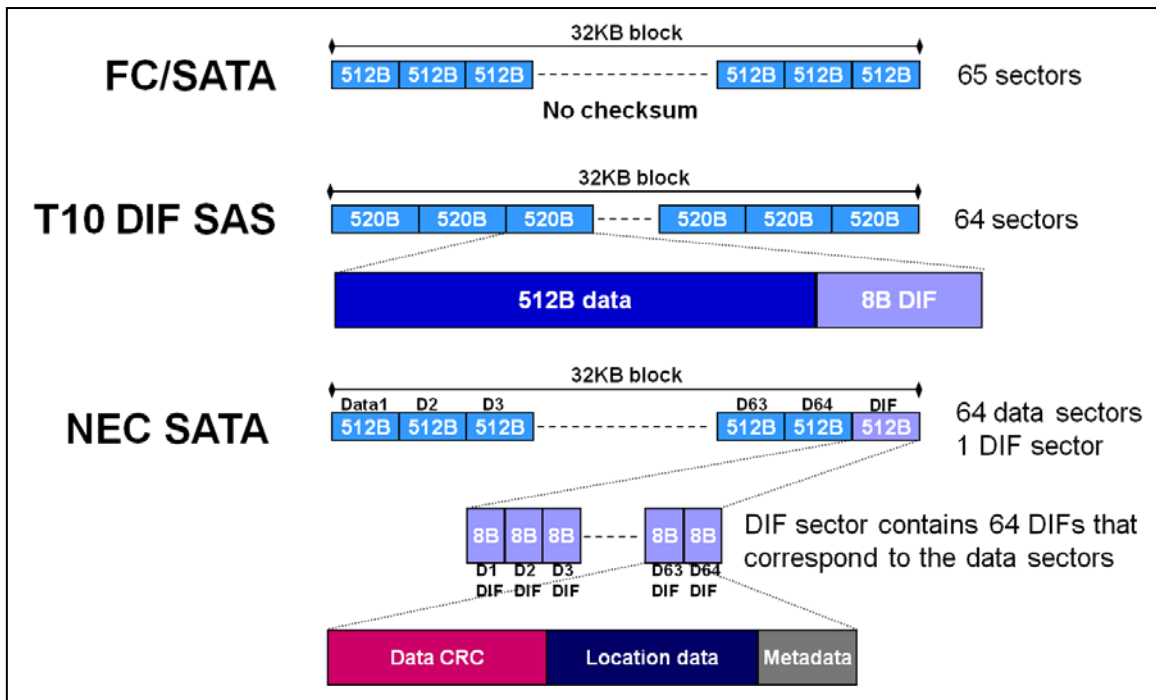 32KB block
FC/SATA
512B 512B 512B 512B 512B 512B
65 sectors
No checksum
32KB block
T10 DIF SAS
520B 520B 520B 520B 520B 520B
64 sectors
512B data 8B DIF
32KB block
NEC SATA
Data1 D2 D3 D63 D64 DIF
512B 512B 512B 512B 512B 512B
64 data sectors
1 DIF sector
8B 8B 8B 8B 8B
D1 D2 D3 D63 D64
DIF DIF DIF DIF DIF
DIF sector contains 64 DIFs that
correspond to the data sectors
Data CRC Location data Metadata